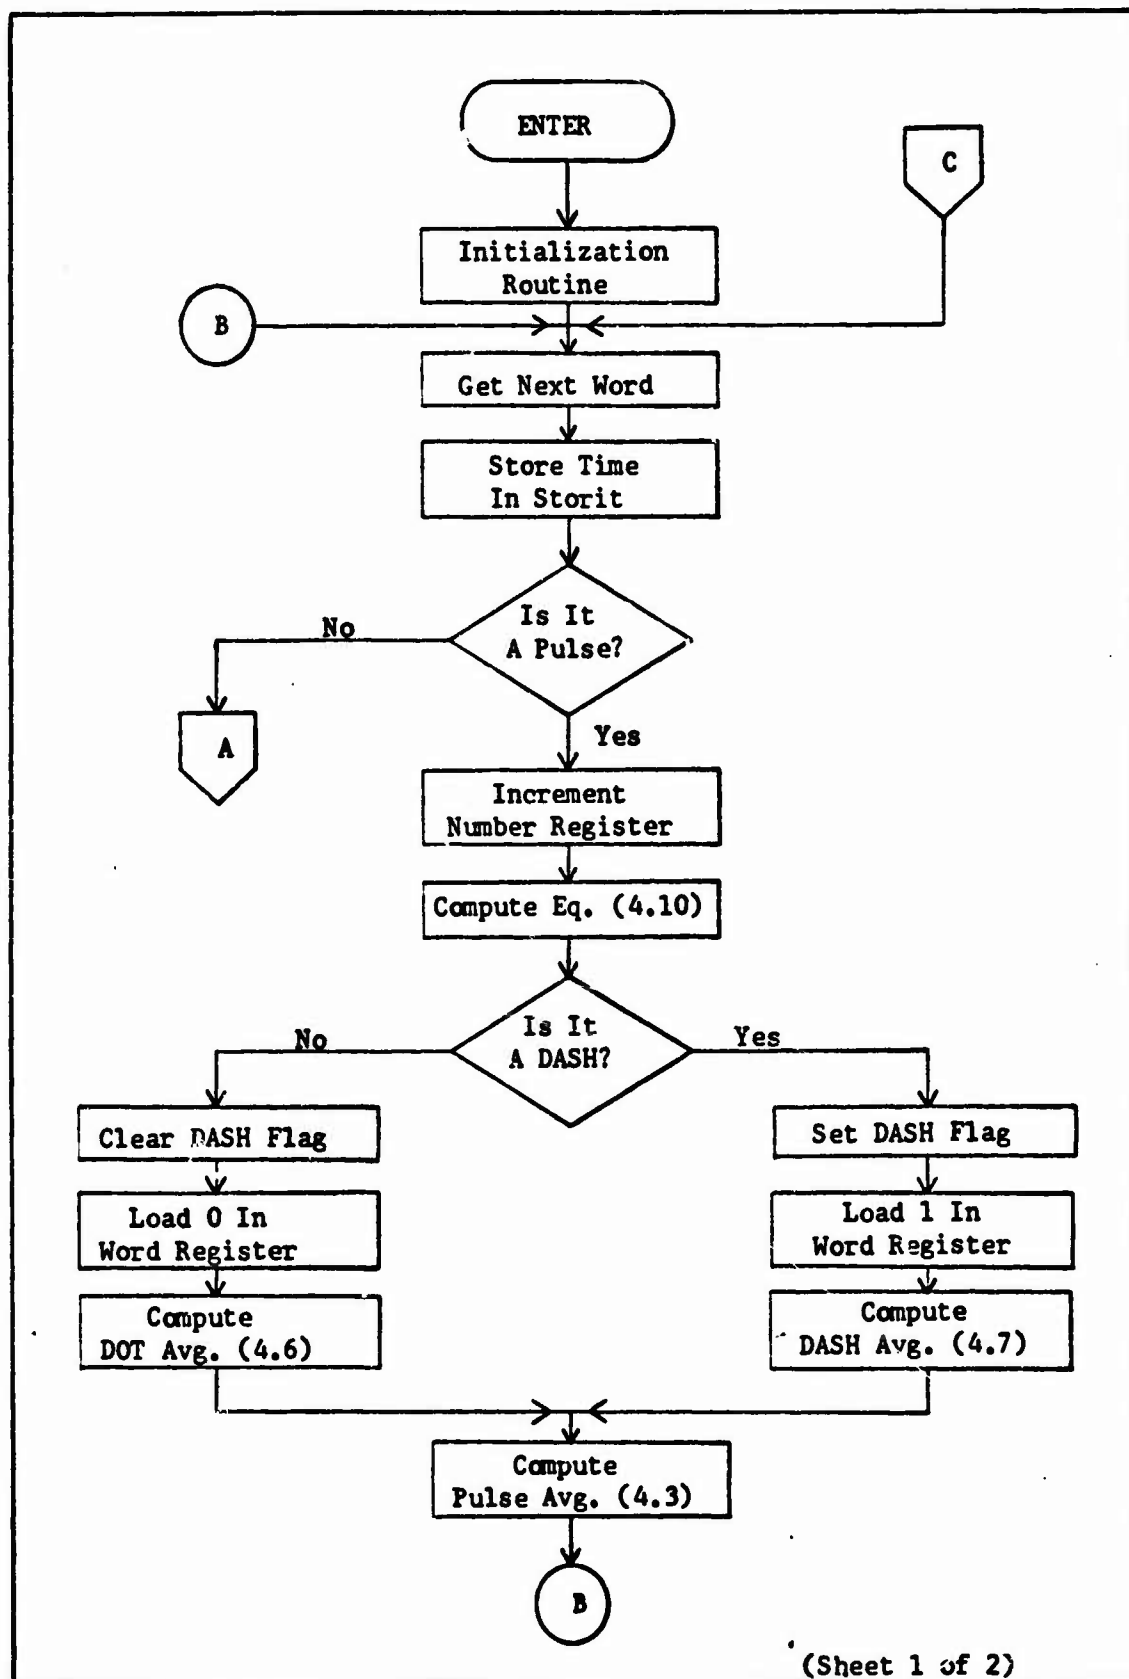 ENTER
C
Initialization
Routine
B
Get Next Word
Store Time
In Storit
Is It
A Pulse?
No
Yes
A
Increment
Number Register
Compute Eq. (4.10)
Is It
A DASH?
No
Yes
Clear DASH Flag
Set DASH Flag
Load 0 In
Word Register
Load 1 In
Word Register
Compute
DOT Avg. (4.6)
Compute
DASH Avg. (4.7)
Compute
Pulse Avg. (4.3)
B
(Sheet 1 of 2)